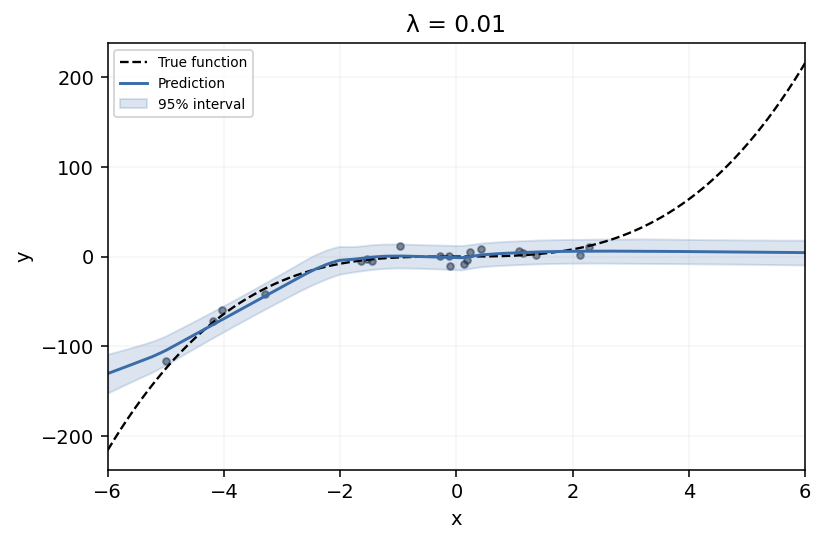 λ = 0.01
True function
Prediction
95% interval
200
100
0
−100
−200
y
−6
−4
−2
0
2
4
6
x